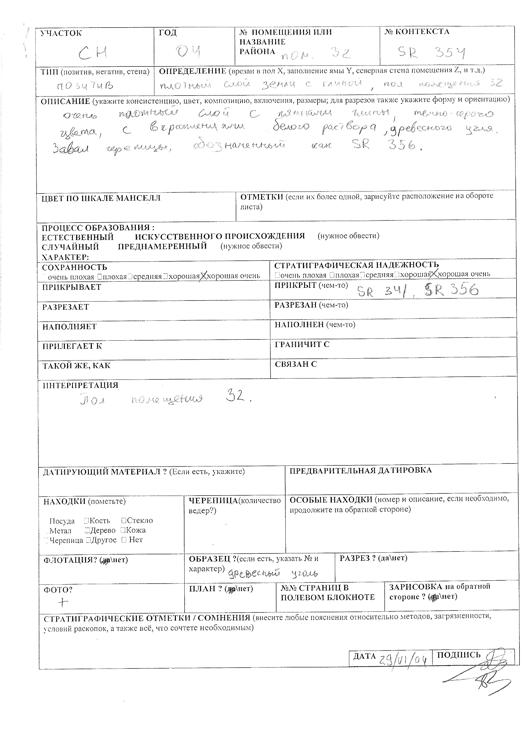 УЧАСТОК
СН
ГОД
04
№ ПОМЕЩЕНИЯ ИЛИ
НАЗВАНИЕ
РАЙОНА пом. 32
№ КОНТЕКСТА
SR 354
ТИП (позитив, негатив, стена)
позитив
ОПРЕДЕЛЕНИЕ (врезан в пол X, заполнение ямы Y, северная стена помещения Z, и т.д.)
плотный слой земли с глиной, пол помещения 32
ОПИСАНИЕ (укажите консистенцию, цвет, композицию, включения, размеры; для разрезов также укажите форму и ориентацию)
очень плотный слой с пятнами глины, темно-серого
цвета, с вкраплениями белого раствора, древесного угля.
Завал черепицы, обозначенный как SR 356.
ЦВЕТ ПО ШКАЛЕ МАНСЕЛЛ
ОТМЕТКИ (если их более одной, зарисуйте расположение на обороте
листа)
ПРОЦЕСС ОБРАЗОВАНИЯ :
ЕСТЕСТВЕННЫЙ ИСКУССТВЕННОГО ПРОИСХОЖДЕНИЯ (нужное обвести)
СЛУЧАЙНЫЙ ПРЕДНАМЕРЕННЫЙ (нужное обвести)
ХАРАКТЕР:
СОХРАННОСТЬ
очень плохая □плохая□средняя□хорошая☒хорошая очень
СТРАТИГРАФИЧЕСКАЯ НАДЕЖНОСТЬ
□очень плохая □плохая□средняя□хорошая☒хорошая очень
ПРИКРЫВАЕТ
ПРИКРЫТ (чем-то) SR 341, SR 356
РАЗРЕЗАЕТ
РАЗРЕЗАН (чем-то)
НАПОЛНЯЕТ
НАПОЛНЕН (чем-то)
ПРИЛЕГАЕТ К
ГРАНИЧИТ С
ТАКОЙ ЖЕ, КАК
СВЯЗАН С
ИНТЕРПРЕТАЦИЯ
Пол помещения 32.
ДАТИРУЮЩИЙ МАТЕРИАЛ ? (Если есть, укажите)
ПРЕДВАРИТЕЛЬНАЯ ДАТИРОВКА
НАХОДКИ (пометьте)
Посуда □Кость □Стекло
Метал □Дерево □Кожа
□Черепица □Другое □ Нет
ЧЕРЕПИЦА(количество
ведер?)
ОСОБЫЕ НАХОДКИ (номер и описание, если необходимо,
продолжите на обратной стороне)
ФЛОТАЦИЯ? (да\нет)
ОБРАЗЕЦ ?(если есть, указать № и
характер) древесный уголь
РАЗРЕЗ ? (да\нет)
ФОТО?
+
ПЛАН ? (да\нет)
№№ СТРАНИЦ В
ПОЛЕВОМ БЛОКНОТЕ
ЗАРИСОВКА на обратной
стороне ? (да\нет)
СТРАТИГРАФИЧЕСКИЕ ОТМЕТКИ / СОМНЕНИЯ (внесите любые пояснения относительно методов, загрязненности,
условий раскопок, а также всё, что сочтете необходимым)
ДАТА 29/VI/04
ПОДПИСЬ